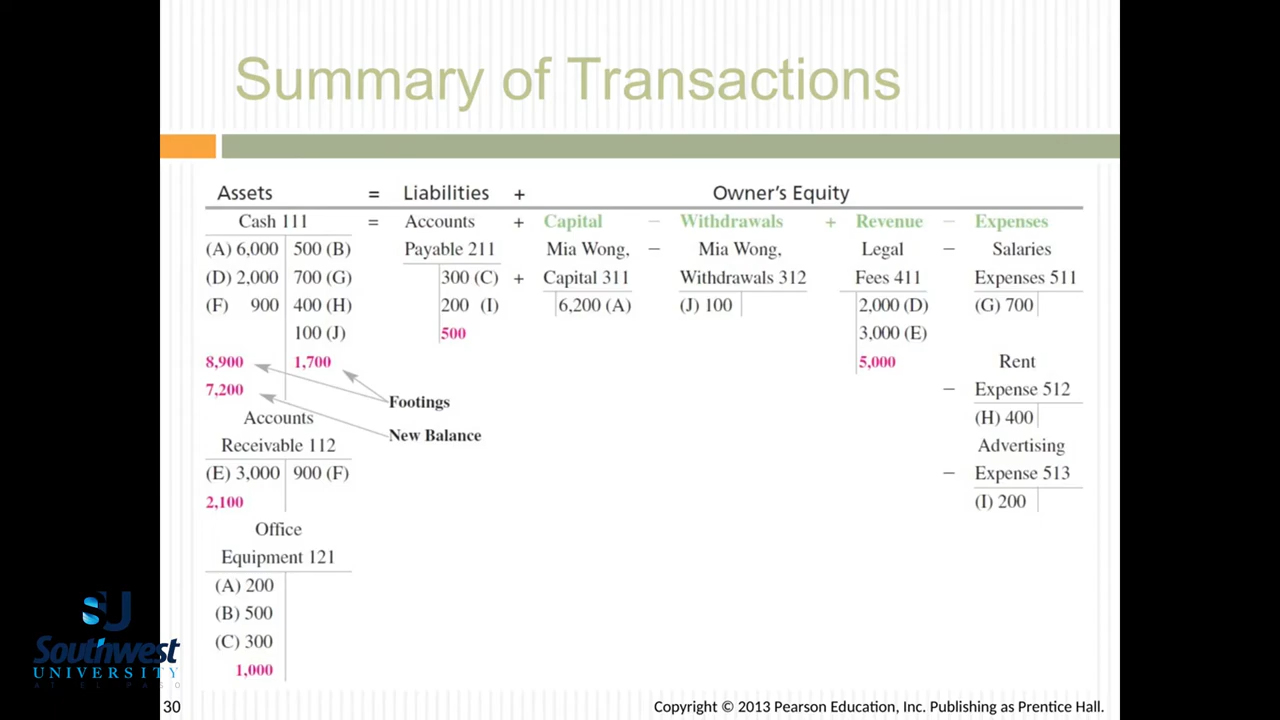 Summary of Transactions
Assets = Liabilities + Owner's Equity
Cash 111 = Accounts + Capital – Withdrawals + Revenue – Expenses
(A) 6,000 500 (B) Payable 211 Mia Wong, – Mia Wong, Legal – Salaries
(D) 2,000 700 (G) 300 (C) + Capital 311 Withdrawals 312 Fees 411 Expenses 511
(F) 900 400 (H) 200 (I) 6,200 (A) (J) 100 2,000 (D) (G) 700
100 (J) 500 3,000 (E)
8,900 1,700 5,000 Rent
7,200 – Expense 512
Footings
Accounts (H) 400
New Balance
Receivable 112 Advertising
(E) 3,000 900 (F) – Expense 513
2,100 (I) 200
Office
Equipment 121
(A) 200
(B) 500
(C) 300
1,000
SU
Southwest
UNIVERSITY
AT EL PASO
30
Copyright © 2013 Pearson Education, Inc. Publishing as Prentice Hall.